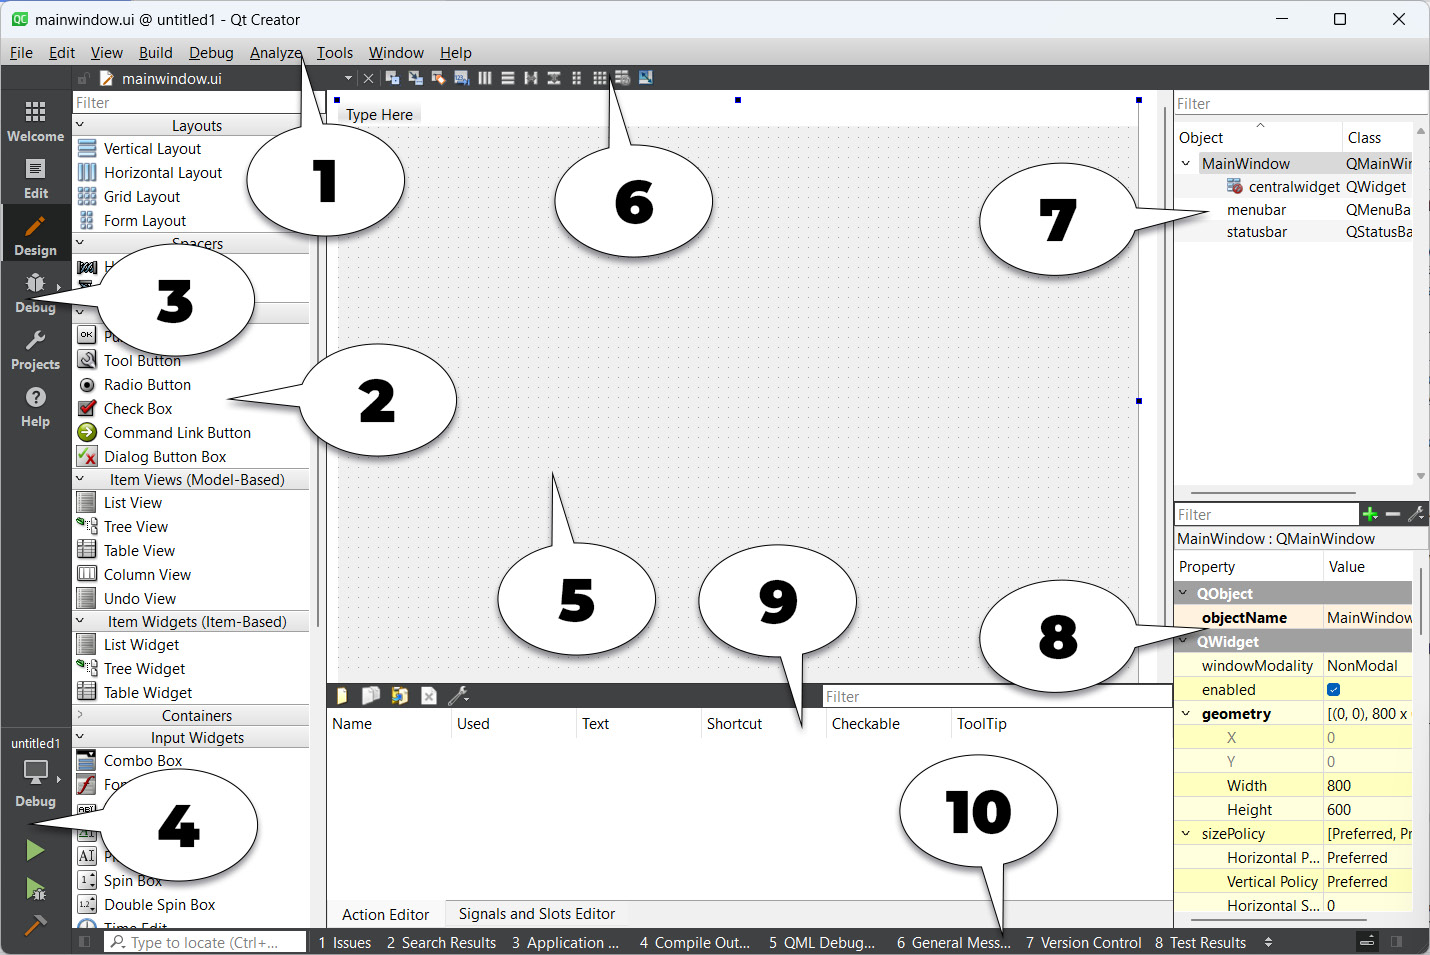 QC mainwindow.ui @ untitled1 - Qt Creator
File Edit View Build Debug Analyze Tools Window Help
mainwindow.ui
Welcome
Edit
Design
Debug
Projects
Help
untitled1
Debug
Filter
Layouts
Vertical Layout
Horizontal Layout
Grid Layout
Form Layout
Spacers
OK
Tool Button
Radio Button
Check Box
Command Link Button
Dialog Button Box
Item Views (Model-Based)
List View
Tree View
Table View
Column View
Undo View
Item Widgets (Item-Based)
List Widget
Tree Widget
Table Widget
Containers
Input Widgets
Combo Box
AI
1
Spin Box
1.2
Double Spin Box
Time Edit
Type Here
1
2
3
4
5
6
7
8
9
10
Filter
Object Class
MainWindow QMainWin
centralwidget QWidget
menubar QMenuBa
statusbar QStatusBa
Filter
MainWindow : QMainWindow
Property Value
QObject
objectName MainWindow
QWidget
windowModality NonModal
enabled
geometry [(0, 0), 800 x
X 0
Y 0
Width 800
Height 600
sizePolicy [Preferred, Pr
Horizontal P... Preferred
Vertical Policy Preferred
Horizontal S... 0
Filter
Name Used Text Shortcut Checkable ToolTip
Action Editor Signals and Slots Editor
Type to locate (Ctrl+... 1 Issues 2 Search Results 3 Application ... 4 Compile Out... 5 QML Debug... 6 General Mess... 7 Version Control 8 Test Results